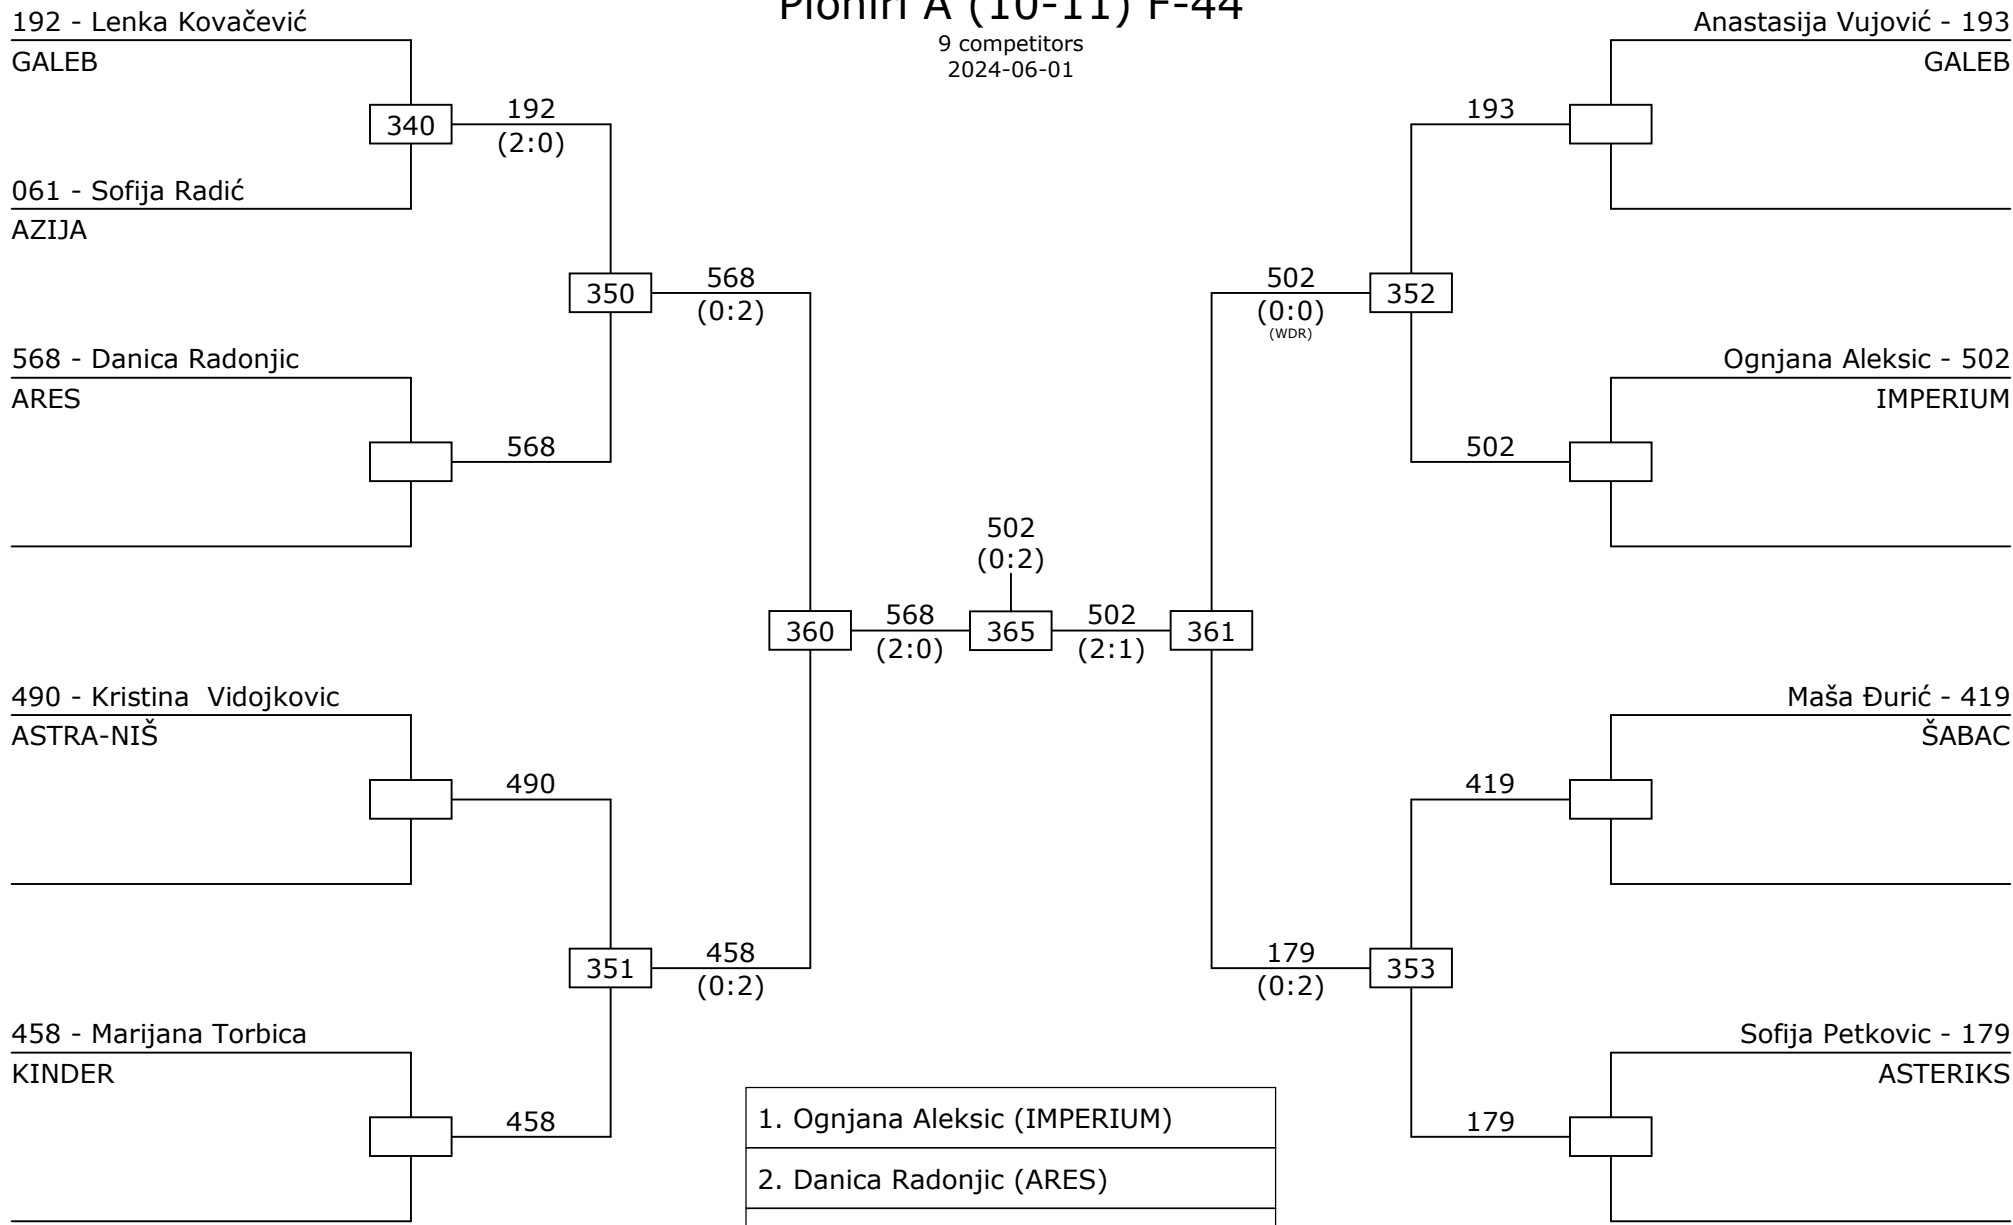 Pioniri A (10-11) F-44
9 competitors
2024-06-01
192 - Lenka Kovačević
GALEB
061 - Sofija Radić
AZIJA
568 - Danica Radonjic
ARES
490 - Kristina  Vidojkovic
ASTRA-NIŠ
458 - Marijana Torbica
KINDER
340
192
(2:0)
568
490
458
350
568
(0:2)
351
458
(0:2)
360
568
(2:0)
502
(0:2)
365
502
(2:1)
361
502
(0:0)
(WDR)
352
179
(0:2)
353
193
502
419
179
Anastasija Vujović - 193
GALEB
Ognjana Aleksic - 502
IMPERIUM
Maša Đurić - 419
ŠABAC
Sofija Petkovic - 179
ASTERIKS
1. Ognjana Aleksic (IMPERIUM)
2. Danica Radonjic (ARES)